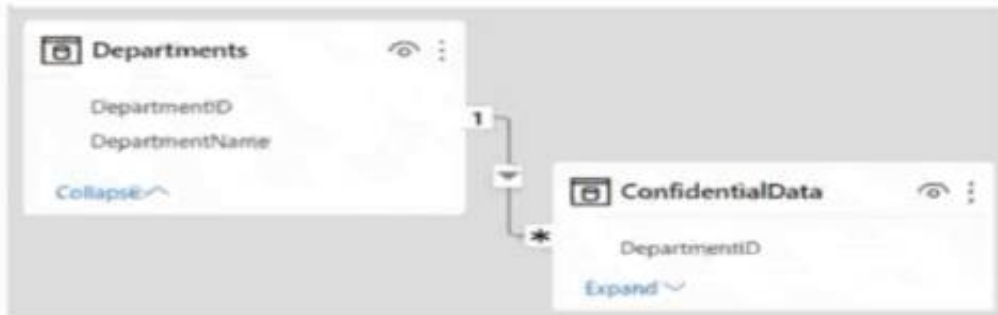 Departments
DepartmentID
DepartmentName
Collapse
1
*
ConfidentialData
DepartmentID
Expand